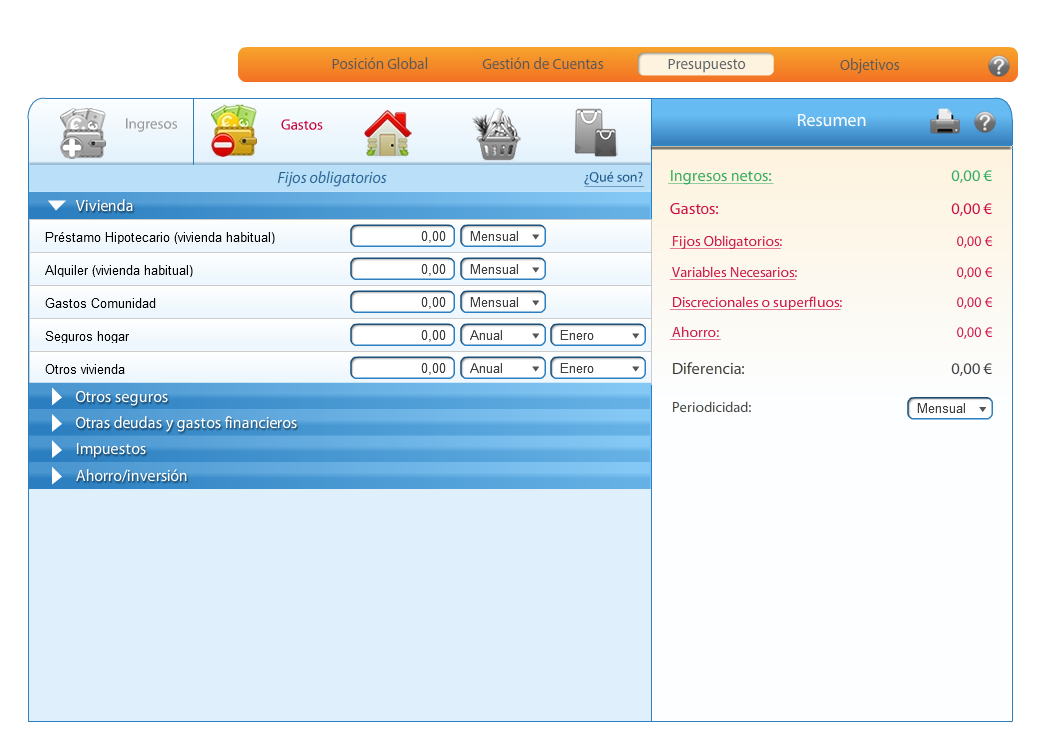 Posición Global Gestión de Cuentas Presupuesto Objetivos ?
Ingresos Gastos
Fijos obligatorios ¿Qué son?
Vivienda
Préstamo Hipotecario (vivienda habitual) 0,00 Mensual
Alquiler (vivienda habitual) 0,00 Mensual
Gastos Comunidad 0,00 Mensual
Seguros hogar 0,00 Anual Enero
Otros vivienda 0,00 Anual Enero
Otros seguros
Otras deudas y gastos financieros
Impuestos
Ahorro/inversión
Resumen ?
Ingresos netos: 0,00 €
Gastos: 0,00 €
Fijos Obligatorios: 0,00 €
Variables Necesarios: 0,00 €
Discrecionales o superfluos: 0,00 €
Ahorro: 0,00 €
Diferencia: 0,00 €
Periodicidad: Mensual